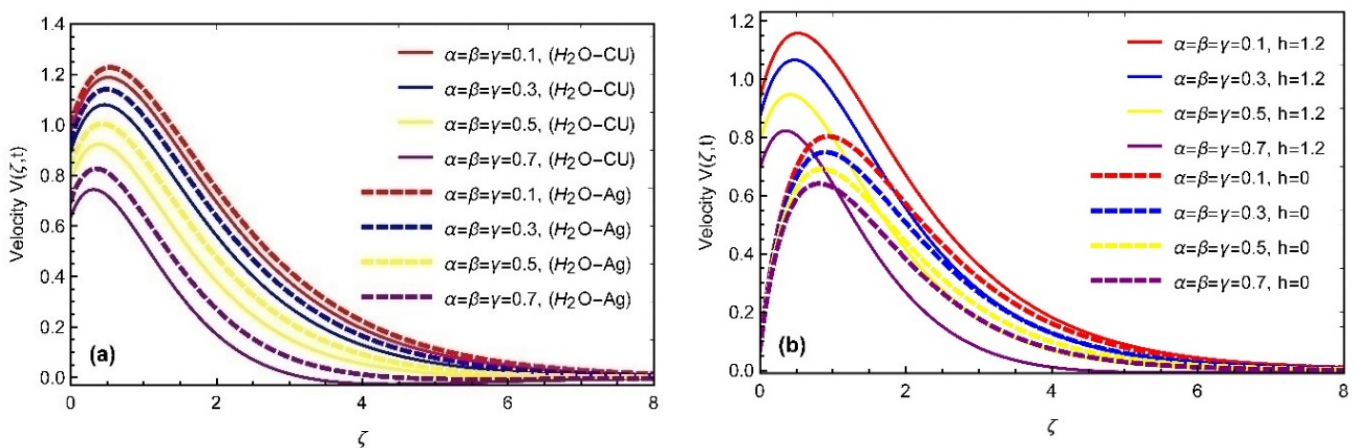 1.4
1.2
1.0
0.8
0.6
0.4
0.2
0.0
Velocity V(ζ,t)
α=β=γ=0.1, (H₂O–CU)
α=β=γ=0.3, (H₂O–CU)
α=β=γ=0.5, (H₂O–CU)
α=β=γ=0.7, (H₂O–CU)
α=β=γ=0.1, (H₂O–Ag)
α=β=γ=0.3, (H₂O–Ag)
α=β=γ=0.5, (H₂O–Ag)
α=β=γ=0.7, (H₂O–Ag)
(a)
0 2 4 6 8
ζ
0 2 4 6 8
1.2
1.0
0.8
0.6
0.4
0.2
0.0
Velocity V(ζ,t)
α=β=γ=0.1, h=1.2
α=β=γ=0.3, h=1.2
α=β=γ=0.5, h=1.2
α=β=γ=0.7, h=1.2
α=β=γ=0.1, h=0
α=β=γ=0.3, h=0
α=β=γ=0.5, h=0
α=β=γ=0.7, h=0
(b)
0 2 4 6 8
ζ